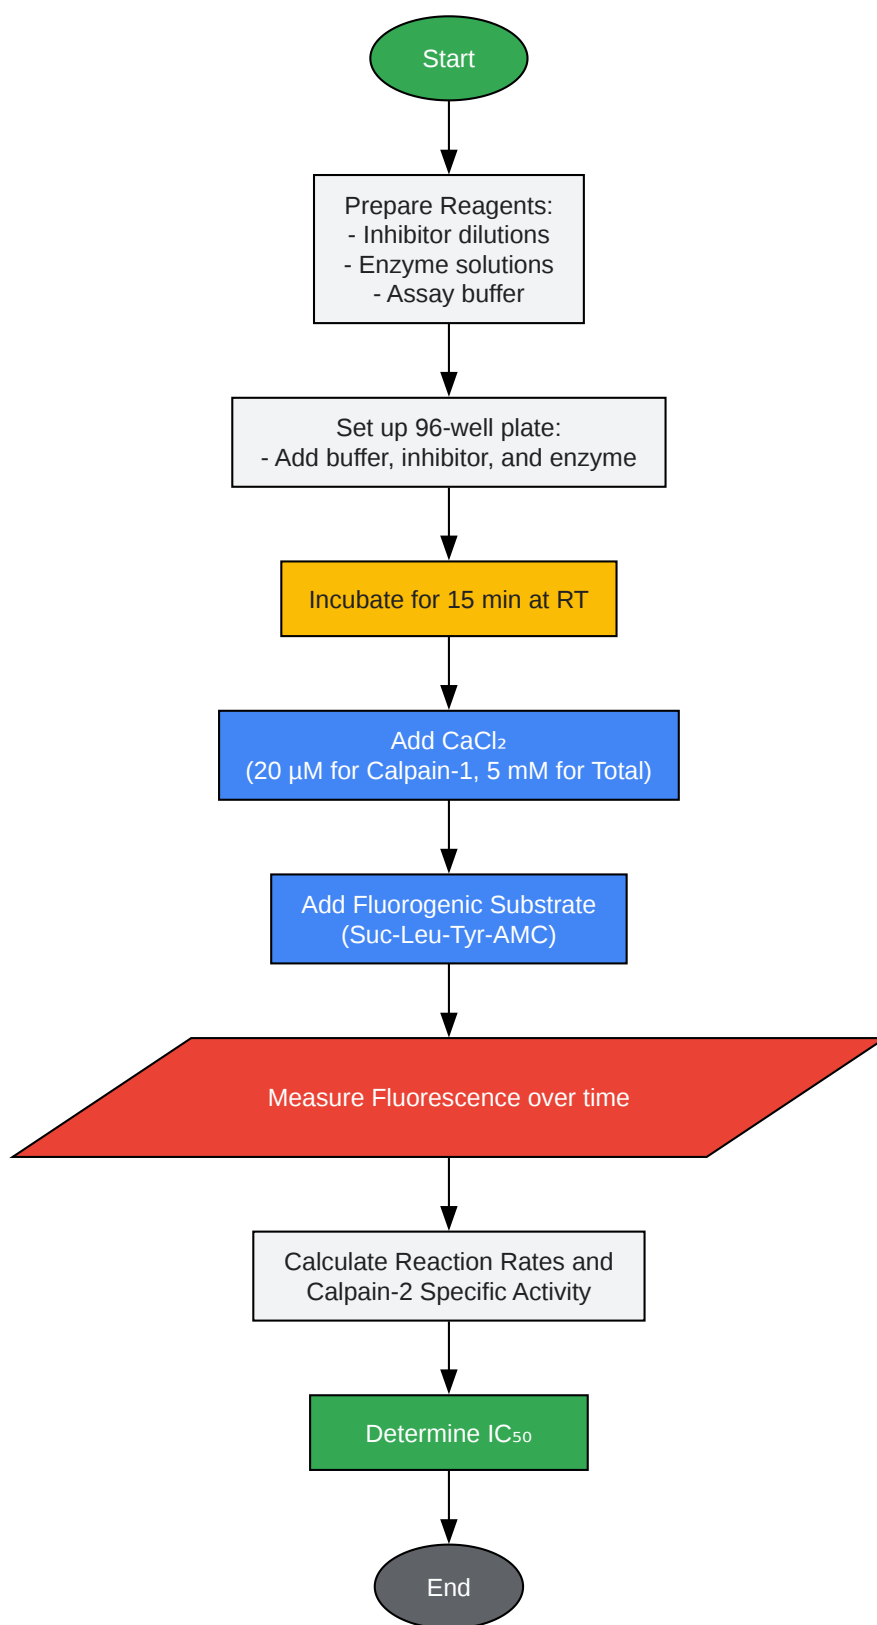 Start
Prepare Reagents:
- Inhibitor dilutions
- Enzyme solutions
- Assay buffer
Set up 96-well plate:
- Add buffer, inhibitor, and enzyme
Incubate for 15 min at RT
Add CaCl₂
(20 µM for Calpain-1, 5 mM for Total)
Add Fluorogenic Substrate
(Suc-Leu-Tyr-AMC)
Measure Fluorescence over time
Calculate Reaction Rates and
Calpain-2 Specific Activity
Determine IC₅₀
End